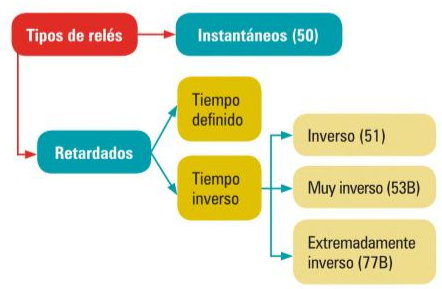 Tipos de relés
Instantáneos (50)
Retardados
Tiempo
definido
Tiempo
inverso
Inverso (51)
Muy inverso (53B)
Extremadamente
inverso (77B)